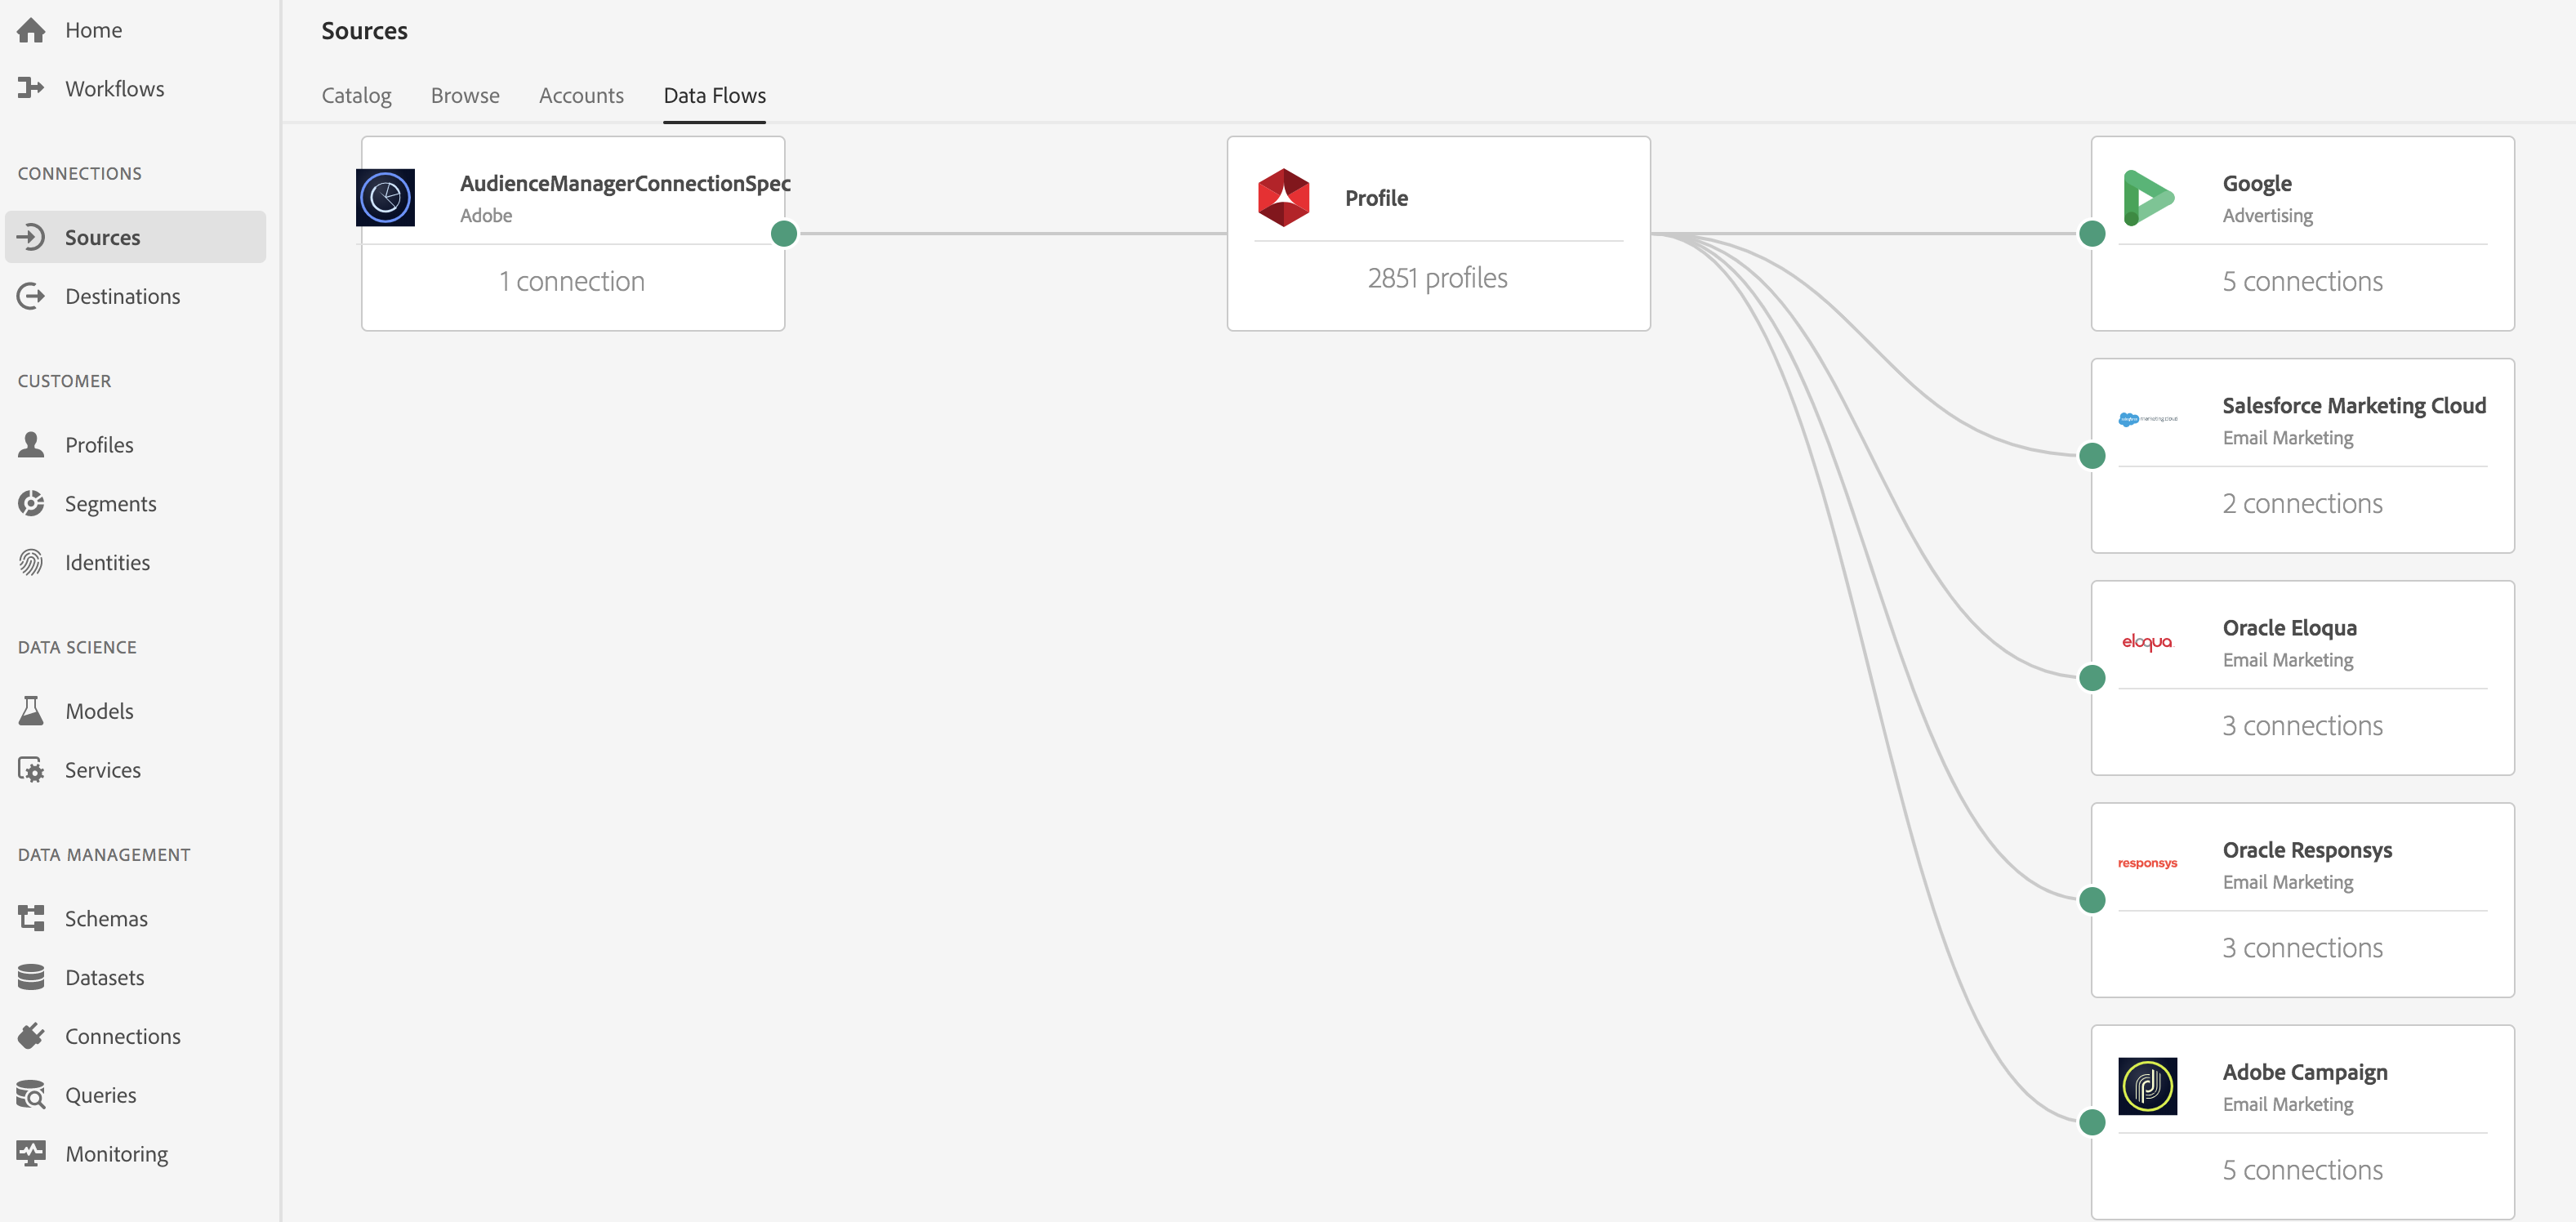 Home
Workflows
CONNECTIONS
Sources
Destinations
CUSTOMER
Profiles
Segments
Identities
DATA SCIENCE
Models
Services
DATA MANAGEMENT
Schemas
Datasets
Connections
Queries
Monitoring
Sources
Catalog Browse Accounts Data Flows
AudienceManagerConnectionSpec
Adobe
1 connection
Profile
2851 profiles
Google
Advertising
5 connections
marketing cloud
Salesforce Marketing Cloud
Email Marketing
2 connections
eloqua
Oracle Eloqua
Email Marketing
3 connections
responsys
Oracle Responsys
Email Marketing
3 connections
Adobe Campaign
Email Marketing
5 connections